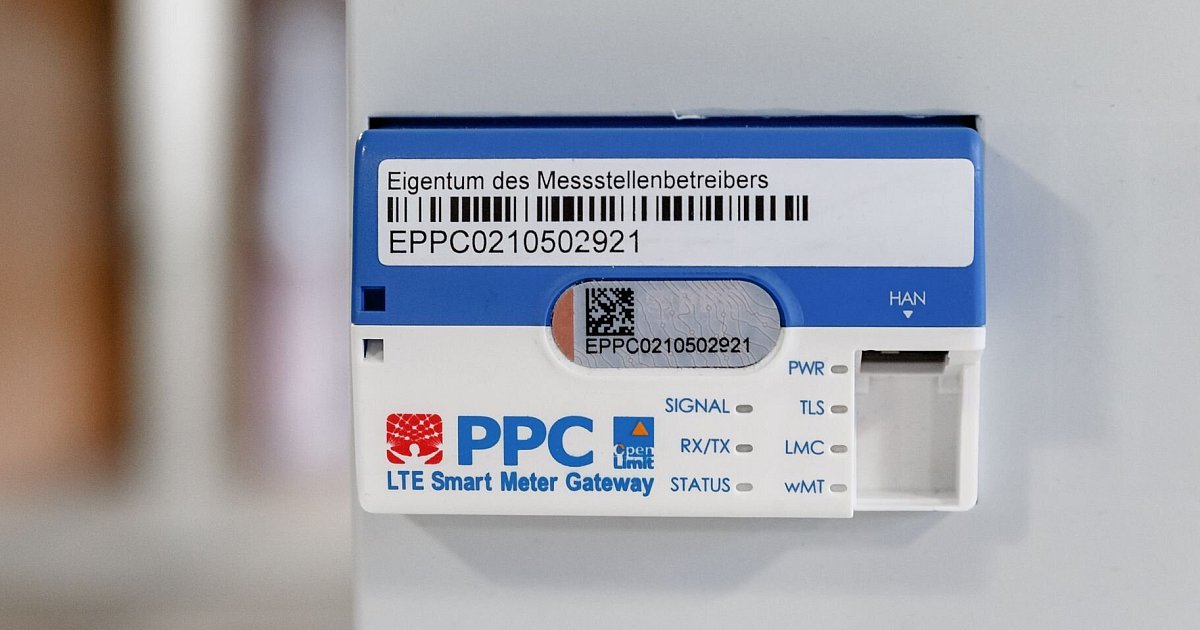 Eigentum des Messstellenbetreibers
EPPC0210502921
HAN
EPPC0210502921
PWR
SIGNAL
TLS
RX/TX
LMC
STATUS
wMT
PPC
Open
Limit
LTE Smart Meter Gateway